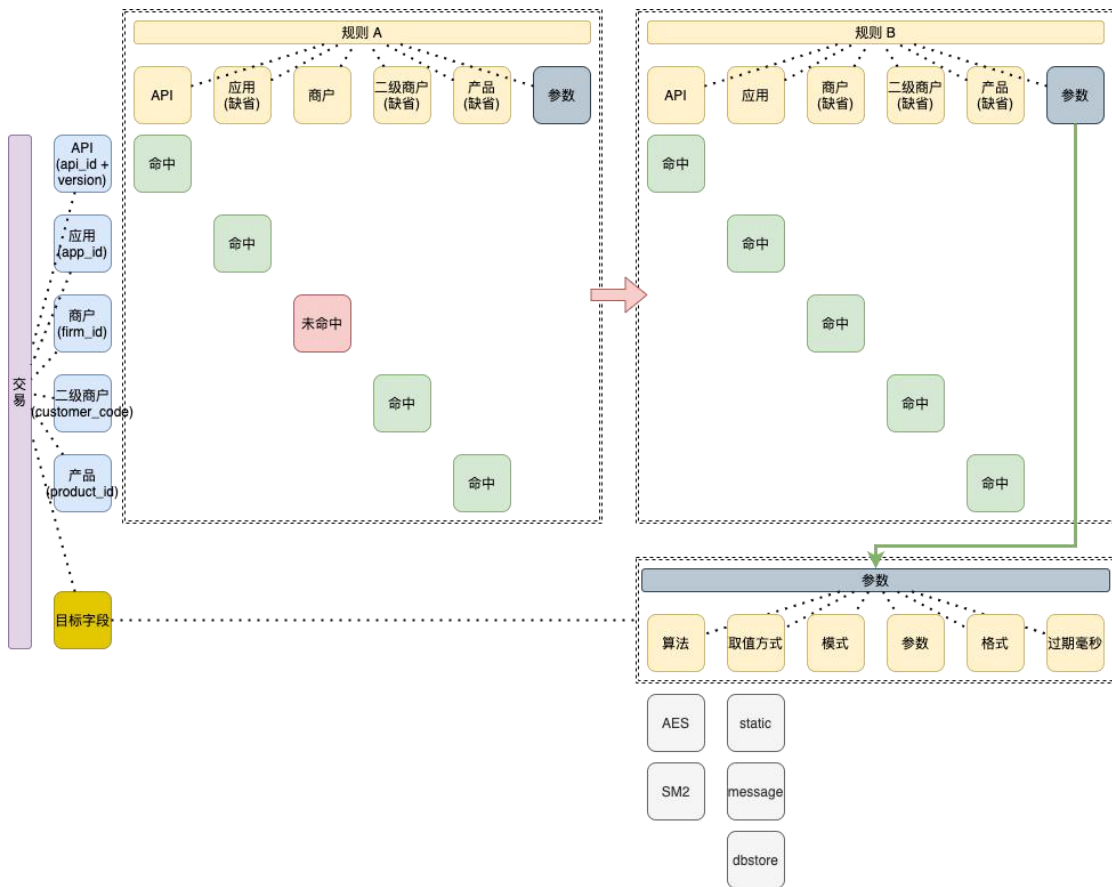 规则 A
API
应用
(缺省)
商户
二级商户
(缺省)
产品
(缺省)
参数
规则 B
API
应用
商户
(缺省)
二级商户
(缺省)
产品
(缺省)
参数
交
易
API
(api_id +
version)
命中
命中
应用
(app_id)
命中
命中
商户
(firm_id)
未命中
命中
二级商户
(customer_code)
命中
命中
产品
(product_id)
命中
命中
参数
目标字段
算法
取值方式
模式
参数
格式
过期毫秒
AES
static
SM2
message
dbstore